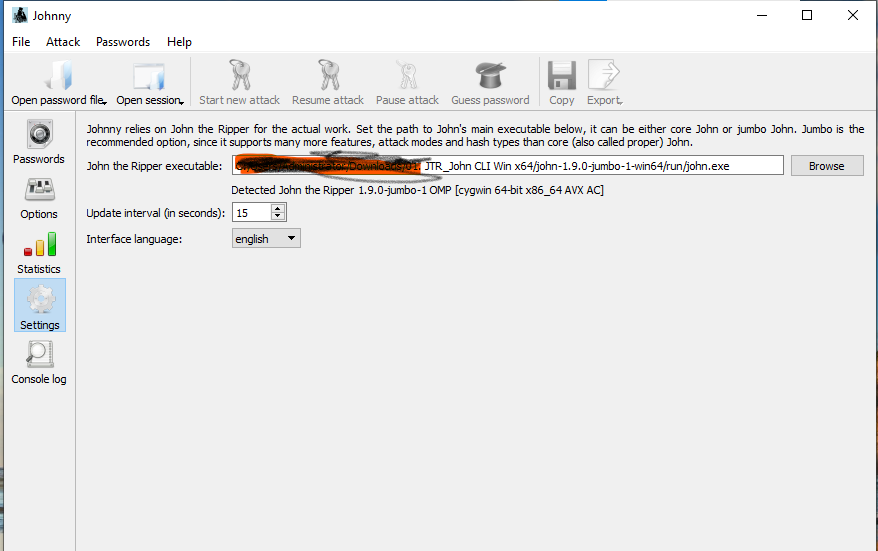 Johnny
File Attack Passwords Help
Open password file Open session Start new attack Resume attack Pause attack Guess password Copy Export
Passwords
Options
Statistics
Settings
Console log
Johnny relies on John the Ripper for the actual work. Set the path to John's main executable below, it can be either core John or jumbo John. Jumbo is the
recommended option, since it supports many more features, attack modes and hash types than core (also called proper) John.
John the Ripper executable: JTR_John CLI Win x64/john-1.9.0-jumbo-1-win64/run/john.exe Browse
Detected John the Ripper 1.9.0-jumbo-1 OMP [cygwin 64-bit x86_64 AVX AC]
Update interval (in seconds): 15
Interface language: english